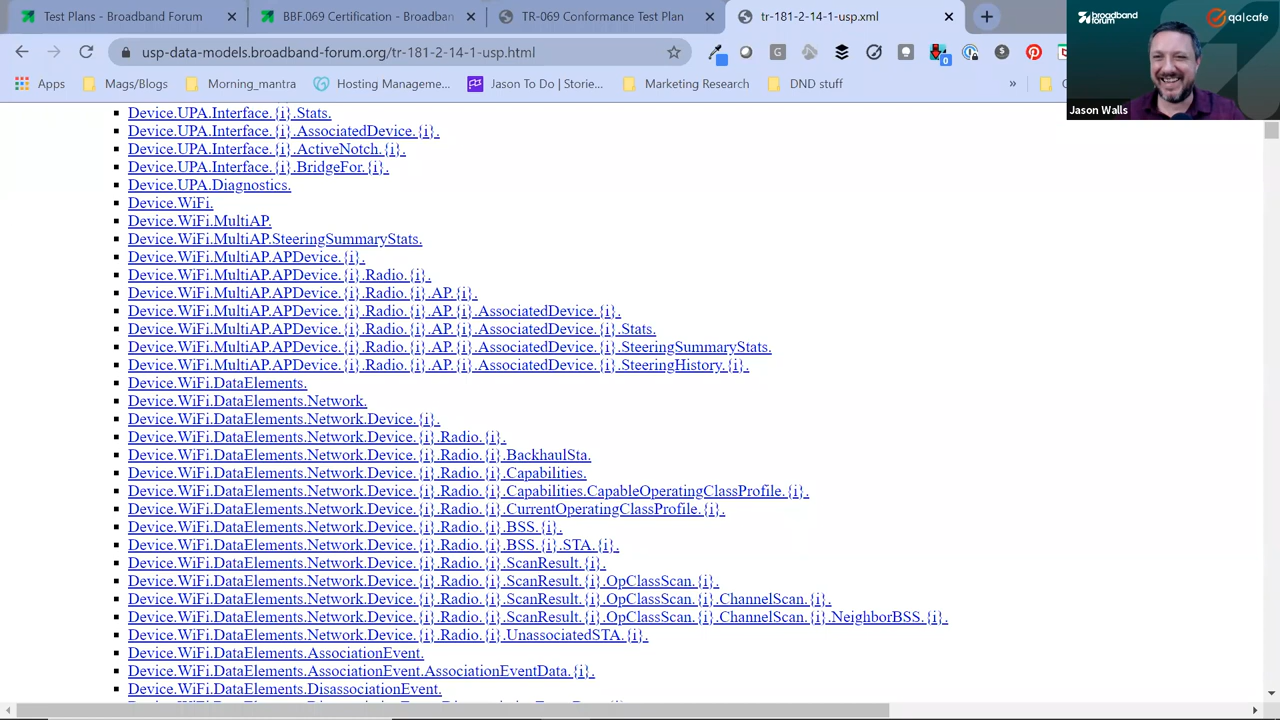 Test Plans
BBF.069 Certification - Broadban
TR-069 Conformance Test Plan
tr-181-2-14-1-usp.xml
usp-data-models.broadband-forum.org/tr-181-2-14-1-usp.html
Apps
Mags/Blogs
Morning_mantra
Hosting Manageme...
Jason To Do | Storie...
Marketing Research
DND stuff
broadband forum
qa|cafe
Jason Walls
Device.UPA.Interface.{i}.Stats.
Device.UPA.Interface.{i}.AssociatedDevice.{i}.
Device.UPA.Interface.{i}.ActiveNotch.{i}.
Device.UPA.Interface.{i}.BridgeFor.{i}.
Device.UPA.Diagnostics.
Device.WiFi.
Device.WiFi.MultiAP.
Device.WiFi.MultiAP.SteeringSummaryStats.
Device.WiFi.MultiAP.APDevice.{i}.
Device.WiFi.MultiAP.APDevice.{i}.Radio.{i}.
Device.WiFi.MultiAP.APDevice.{i}.Radio.{i}.AP.{i}.
Device.WiFi.MultiAP.APDevice.{i}.Radio.{i}.AP.{i}.AssociatedDevice.{i}.
Device.WiFi.MultiAP.APDevice.{i}.Radio.{i}.AP.{i}.AssociatedDevice.{i}.Stats.
Device.WiFi.MultiAP.APDevice.{i}.Radio.{i}.AP.{i}.AssociatedDevice.{i}.SteeringSummaryStats.
Device.WiFi.MultiAP.APDevice.{i}.Radio.{i}.AP.{i}.AssociatedDevice.{i}.SteeringHistory.{i}.
Device.WiFi.DataElements.
Device.WiFi.DataElements.Network.
Device.WiFi.DataElements.Network.Device.{i}.
Device.WiFi.DataElements.Network.Device.{i}.Radio.{i}.
Device.WiFi.DataElements.Network.Device.{i}.Radio.{i}.BackhaulSta.
Device.WiFi.DataElements.Network.Device.{i}.Radio.{i}.Capabilities.
Device.WiFi.DataElements.Network.Device.{i}.Radio.{i}.Capabilities.CapableOperatingClassProfile.{i}.
Device.WiFi.DataElements.Network.Device.{i}.Radio.{i}.CurrentOperatingClassProfile.{i}.
Device.WiFi.DataElements.Network.Device.{i}.Radio.{i}.BSS.{i}.
Device.WiFi.DataElements.Network.Device.{i}.Radio.{i}.BSS.{i}.STA.{i}.
Device.WiFi.DataElements.Network.Device.{i}.Radio.{i}.ScanResult.{i}.
Device.WiFi.DataElements.Network.Device.{i}.Radio.{i}.ScanResult.{i}.OpClassScan.{i}.
Device.WiFi.DataElements.Network.Device.{i}.Radio.{i}.ScanResult.{i}.OpClassScan.{i}.ChannelScan.{i}.
Device.WiFi.DataElements.Network.Device.{i}.Radio.{i}.ScanResult.{i}.OpClassScan.{i}.ChannelScan.{i}.NeighborBSS.{i}.
Device.WiFi.DataElements.Network.Device.{i}.Radio.{i}.UnassociatedSTA.{i}.
Device.WiFi.DataElements.AssociationEvent.
Device.WiFi.DataElements.AssociationEvent.AssociationEventData.{i}.
Device.WiFi.DataElements.DisassociationEvent.